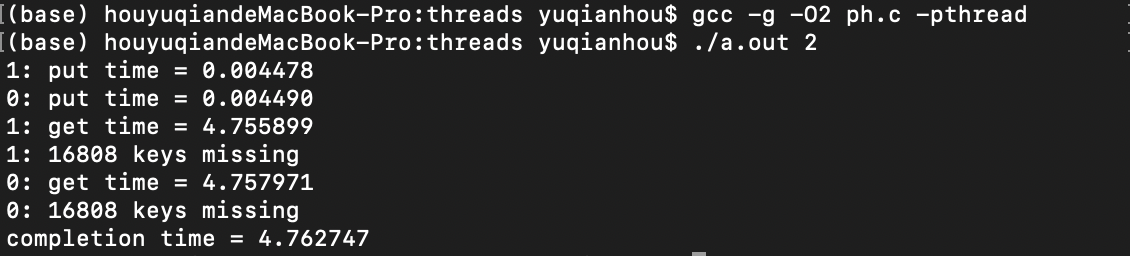 (base) houyuqiandeMacBook-Pro:threads yuqianhou$ gcc -g -O2 ph.c -pthread
(base) houyuqiandeMacBook-Pro:threads yuqianhou$ ./a.out 2
1: put time = 0.004478
0: put time = 0.004490
1: get time = 4.755899
1: 16808 keys missing
0: get time = 4.757971
0: 16808 keys missing
completion time = 4.762747